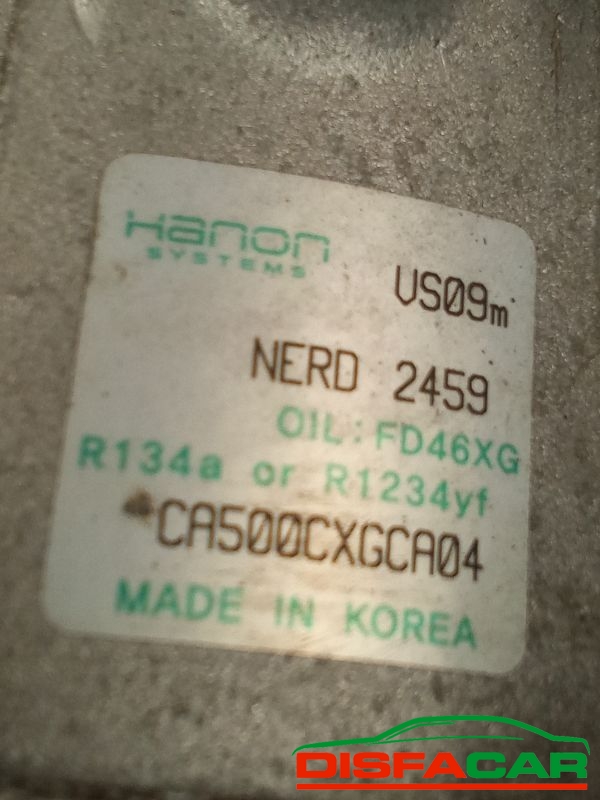 Hanon
SYSTEMS
VS09m
NERD 2459
OIL:FD46XG
R134a or R1234yf
*CA500CXGCA04
MADE IN KOREA
DISFACAR